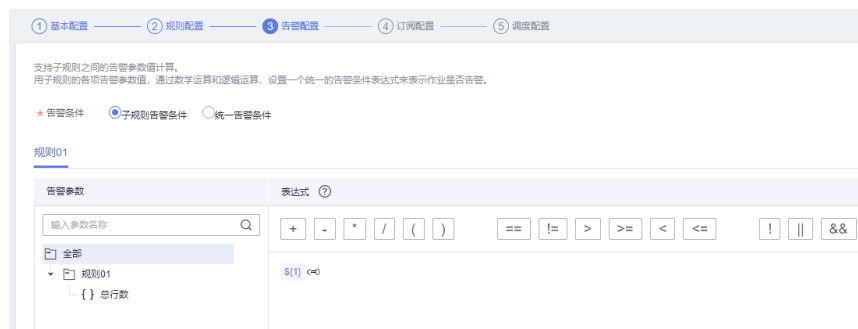 1 基本配置 2 规则配置 3 告警配置 4 订阅配置 5 调度配置
支持子规则之间的告警参数值计算。
用子规则的各项告警参数值，通过数学运算和逻辑运算，设置一个统一的告警条件表达式来表示作业是否告警。
* 告警条件 子规则告警条件 统一告警条件
规则01
告警参数 表达式 ?
输入参数名称 + - * / ( ) == != > >= < <= ! || &&
全部
规则01 ${1} <=0
{ } 总行数